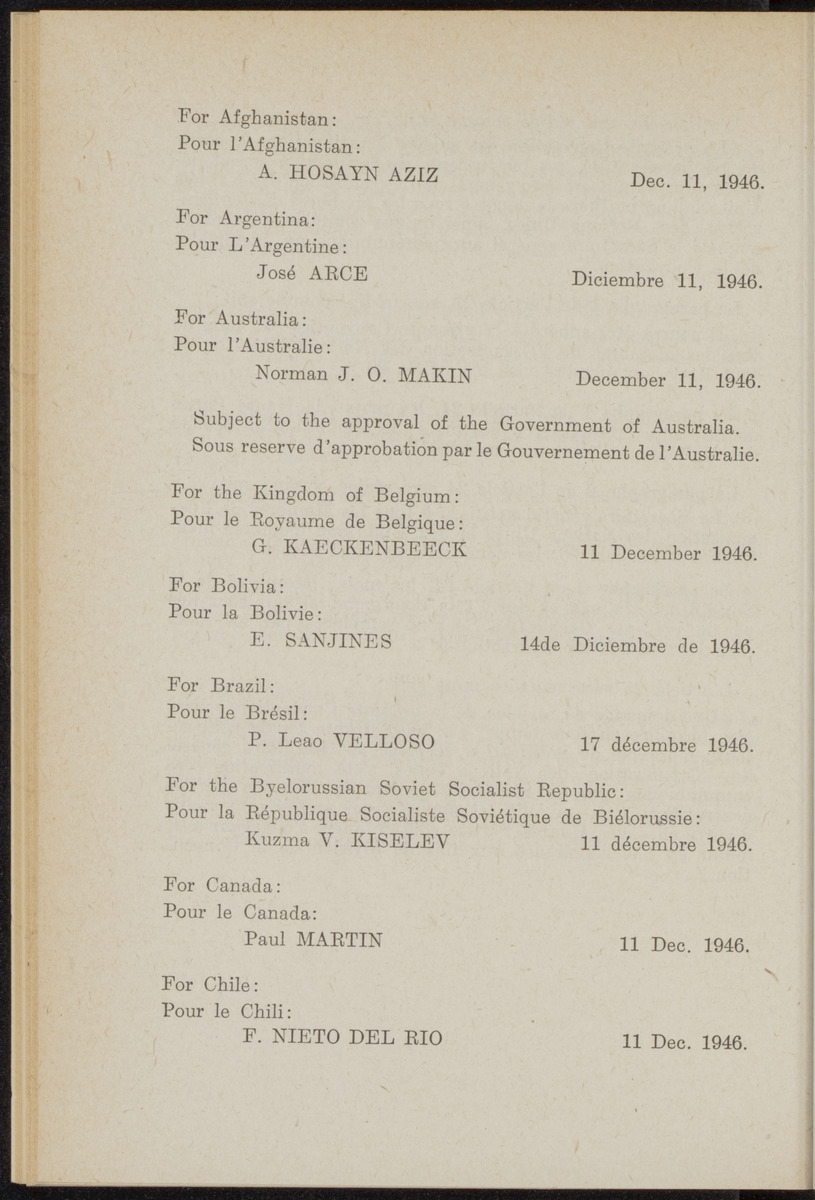 For Afghanistan:
Pour l'Afghanistan:
A. HOSAYN AZIZ Dec. 11, 1946.
For Argentina:
Pour L'Argentine:
José ARCE Diciembre 11, 1946.
For Australia:
Pour l'Australie:
Norman J. O. MAKIN December 11, 1946.
Subject to the approval of the Government of Australia.
Sous reserve d'approbation par le Gouvernement de l'Australie.
For the Kingdom of Belgium:
Pour le Royaume de Belgique:
G. KAECKENBEECK 11 December 1946.
For Bolivia:
Pour la Bolivie:
E. SANJINES 14de Diciembre de 1946.
For Brazil:
Pour le Brésil:
P. Leao VELLOSO 17 décembre 1946.
For the Byelorussian Soviet Socialist Republic:
Pour la République Socialiste Soviétique de Biélorussie:
Kuzma V. KISELEV 11 décembre 1946.
For Canada:
Pour le Canada:
Paul MARTIN 11 Dec. 1946.
For Chile:
Pour le Chili:
F. NIETO DEL RIO 11 Dec. 1946.